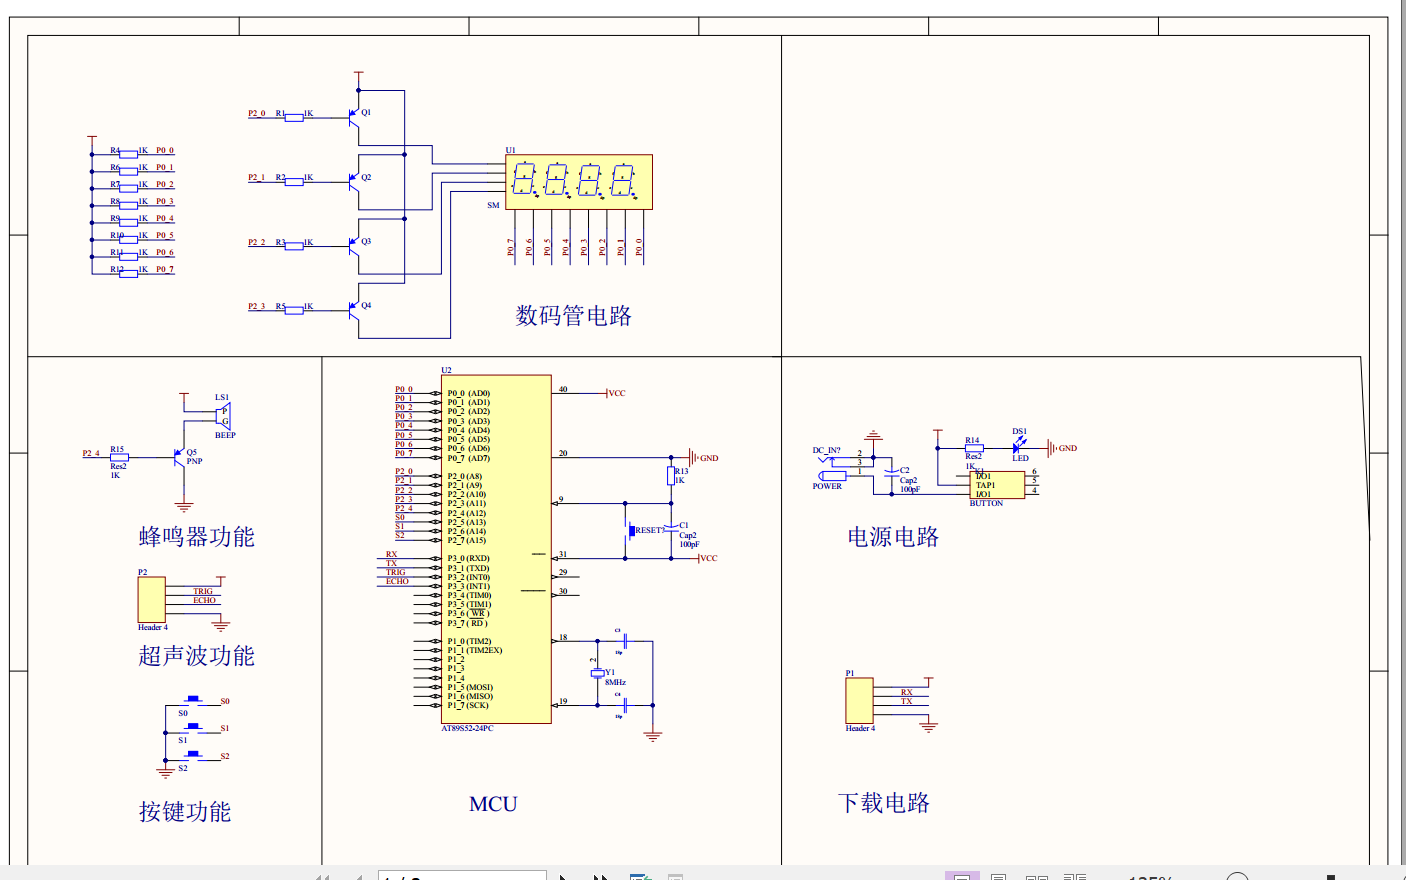 P2_0 R1 1K Q1
P2_1 R2 1K Q2
P2_2 R3 1K Q3
P2_3 R5 1K Q4
R4 1K P0_0
R6 1K P0_1
R7 1K P0_2
R8 1K P0_3
R9 1K P0_4
R10 1K P0_5
R11 1K P0_6
R12 1K P0_7
U1
SM
P0_7 P0_6 P0_5 P0_4 P0_3 P0_2 P0_1 P0_0
数码管电路
LS1
P
G
BEEP
P2_4 R15
Res2
1K
Q5
PNP
蜂鸣器功能
P2
TRIG
ECHO
Header 4
超声波功能
S0 S0
S1 S1
S2 S2
按键功能
U2
P0_0 P0_0 (AD0) 40 VCC
P0_1 P0_1 (AD1)
P0_2 P0_2 (AD2)
P0_3 P0_3 (AD3)
P0_4 P0_4 (AD4)
P0_5 P0_5 (AD5)
P0_6 P0_6 (AD6)
P0_7 P0_7 (AD7) 20 GND
P2_0 P2_0 (A8)
P2_1 P2_1 (A9)
P2_2 P2_2 (A10)
P2_3 P2_3 (A11) 9
P2_4 P2_4 (A12)
S0 P2_5 (A13)
S1 P2_6 (A14)
S2 P2_7 (A15)
RX P3_0 (RXD) 31 VCC
TX P3_1 (TXD)
TRIG P3_2 (INT0) 29
ECHO P3_3 (INT1)
P3_4 (TIM0) 30
P3_5 (TIM1)
P3_6 (WR)
P3_7 (RD)
P1_0 (TIM2) 18
P1_1 (TIM2EX)
P1_2
P1_3
P1_4
P1_5 (MOSI)
P1_6 (MISO)
P1_7 (SCK) 19
AT89S52-24PC
R13
1K
RESET?
C1
Cap2
100pF
2
Y1
8MHz
MCU
DC_IN?
2
3
1
POWER
C2
Cap2
100pF
R14
Res2
1K
DS1
LED
GND
I/O1 6
TAP1 5
I/O1 4
BUTTON
电源电路
P1
RX
TX
Header 4
下载电路